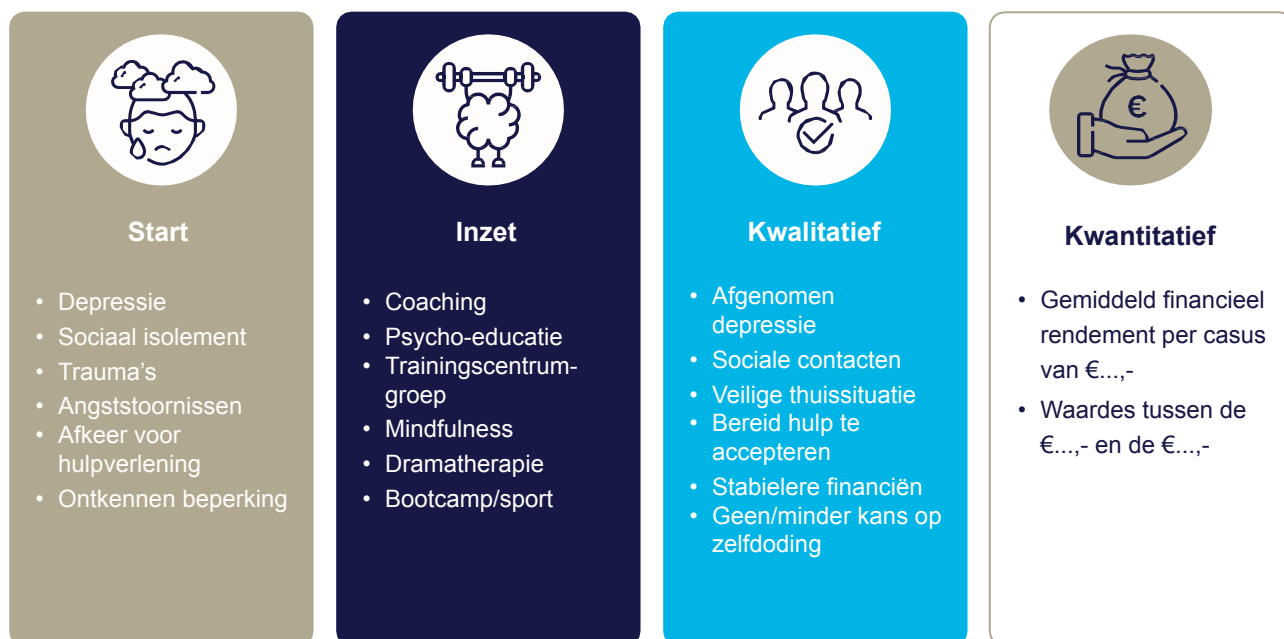 Start
• Depressie
• Sociaal isolement
• Trauma’s
• Angststoornissen
• Afkeer voor
hulpverlening
• Ontkennen beperking
Inzet
• Coaching
• Psycho-educatie
• Trainingscentrum-
groep
• Mindfulness
• Dramatherapie
• Bootcamp/sport
Kwalitatief
• Afgenomen
depressie
• Sociale contacten
• Veilige thuissituatie
• Bereid hulp te
accepteren
• Stabielere financiën
• Geen/minder kans op
zelfdoding
€
Kwantitatief
• Gemiddeld financieel
rendement per casus
van €...,-
• Waardes tussen de
€...,- en de €...,-